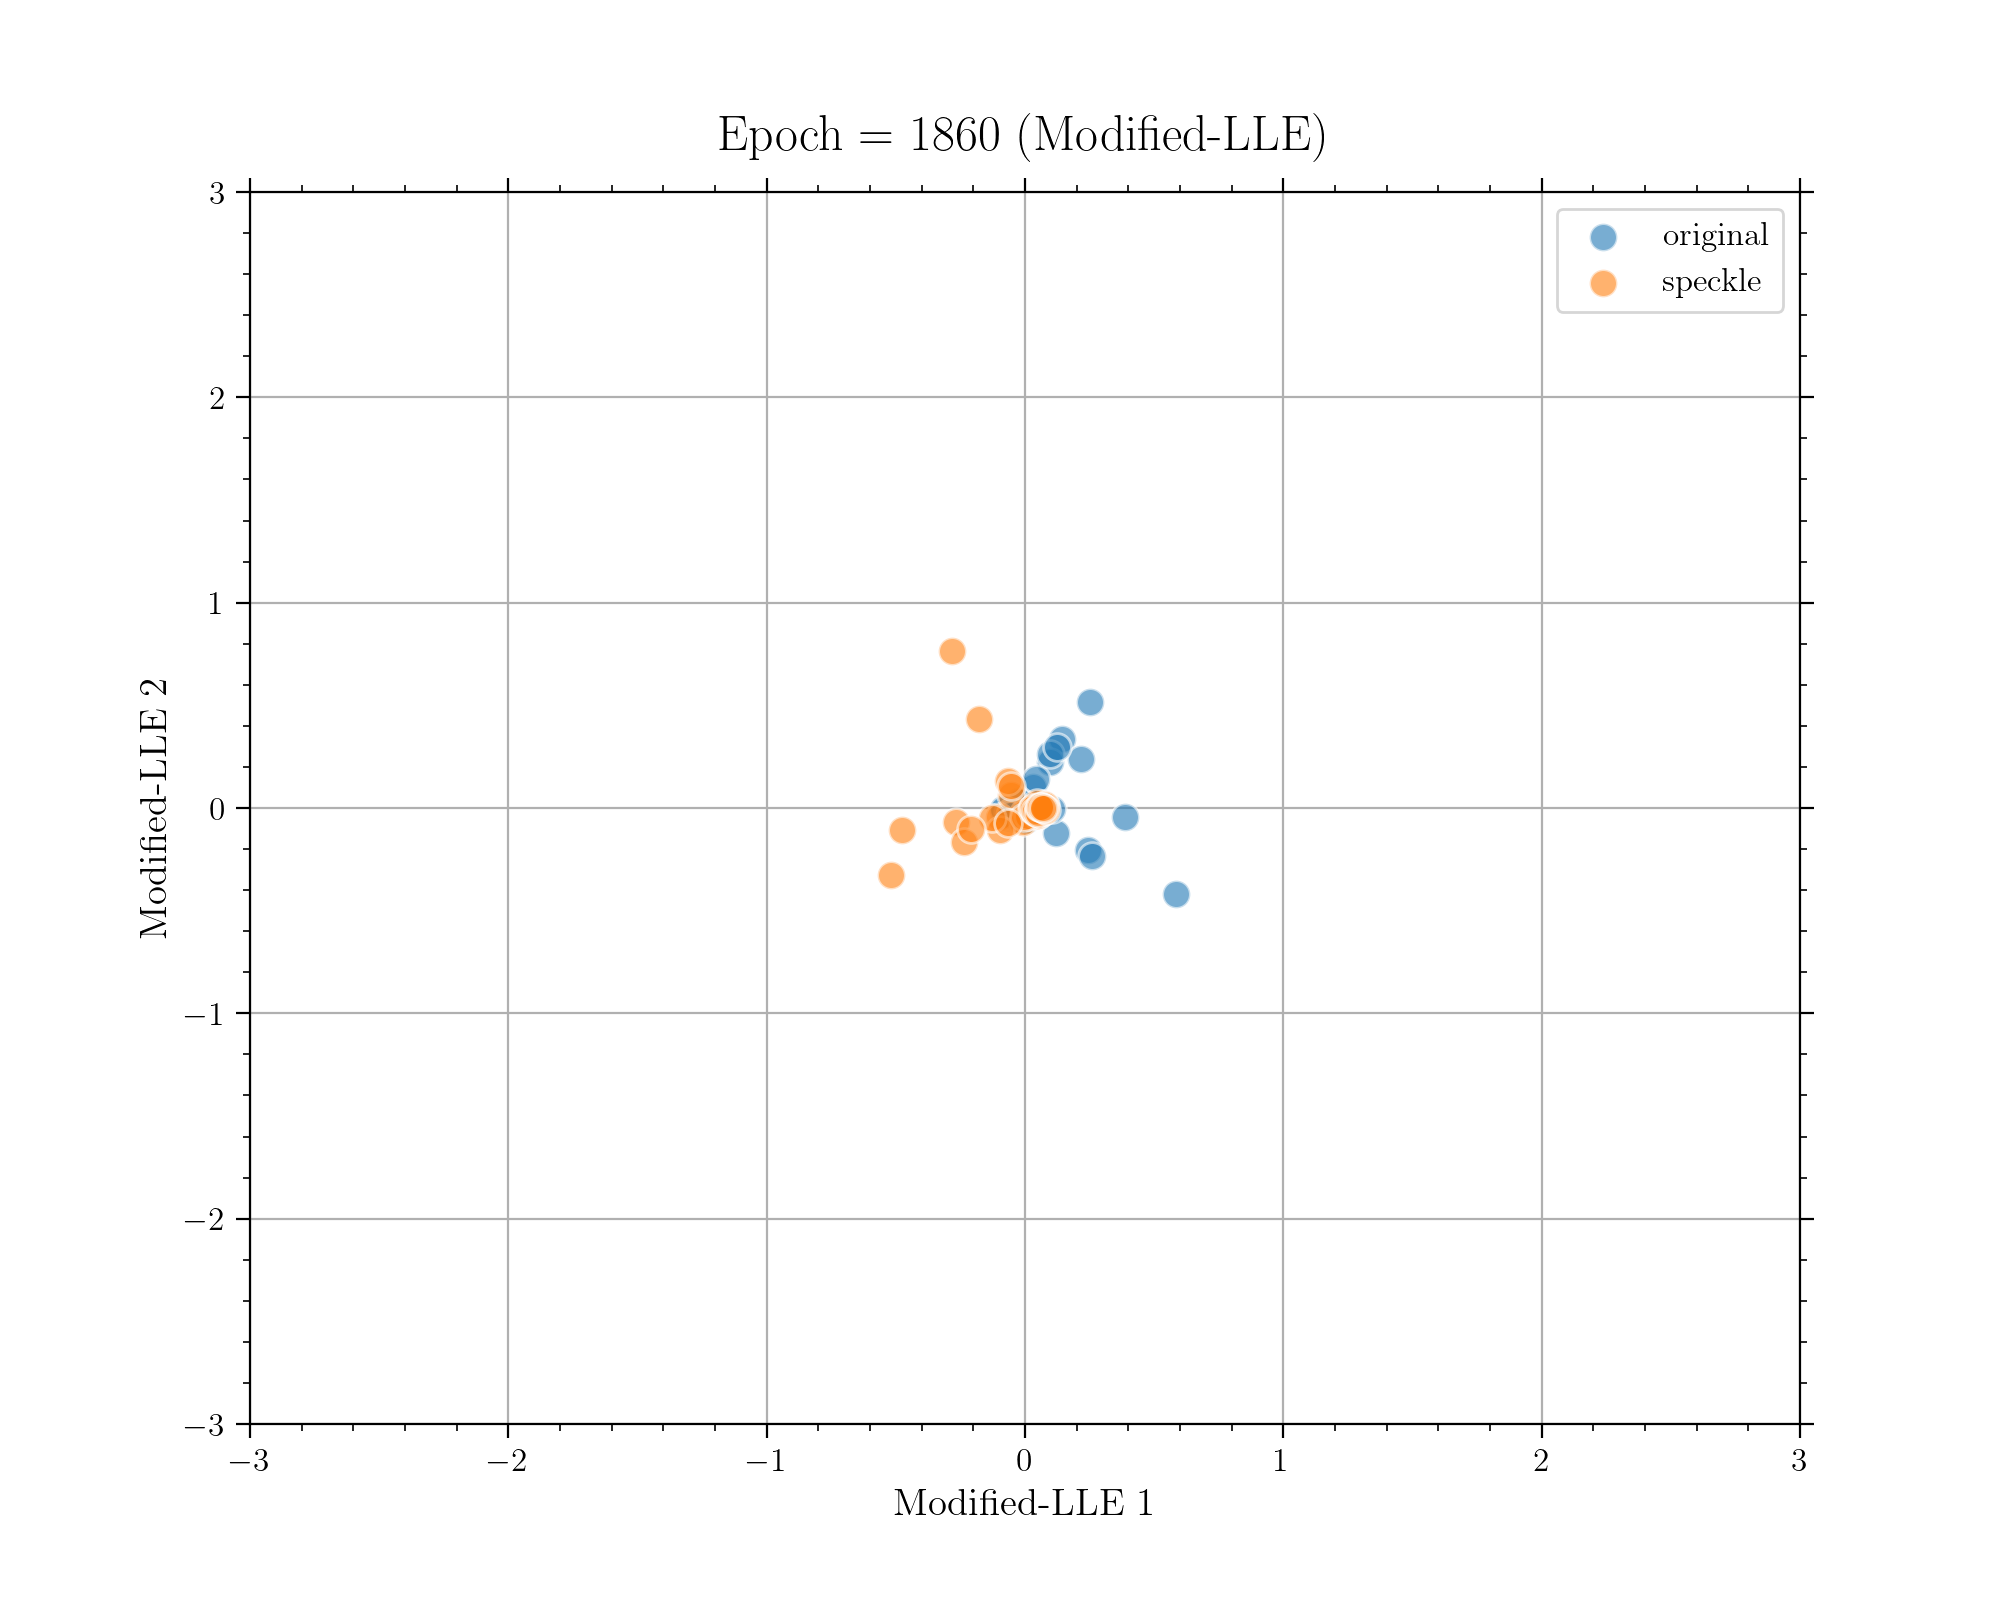 Epoch = 1860 (Modified-LLE)
original
speckle
3
2
1
0
−1
−2
−3
Modified-LLE 2
−3 −2 −1 0 1 2 3
Modified-LLE 1